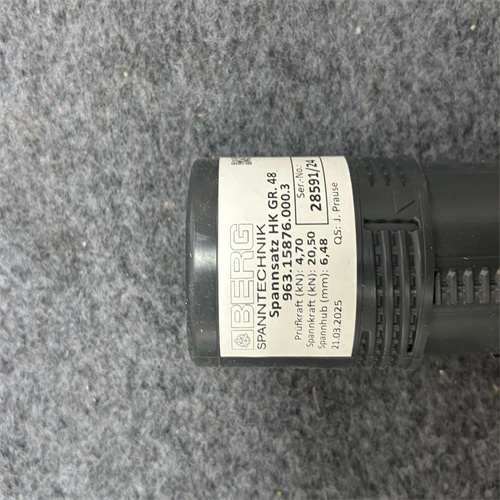 BERG
SPANNTECHNIK
Spannsatz HK GR. 48
963.15876.000.3
Prüfkraft (kN): 4,70
Spannkraft (kN): 20,50
Spannhub (mm): 6,48
21.03.2025
Ser.-No.:
28591/24
QS: J. Prause